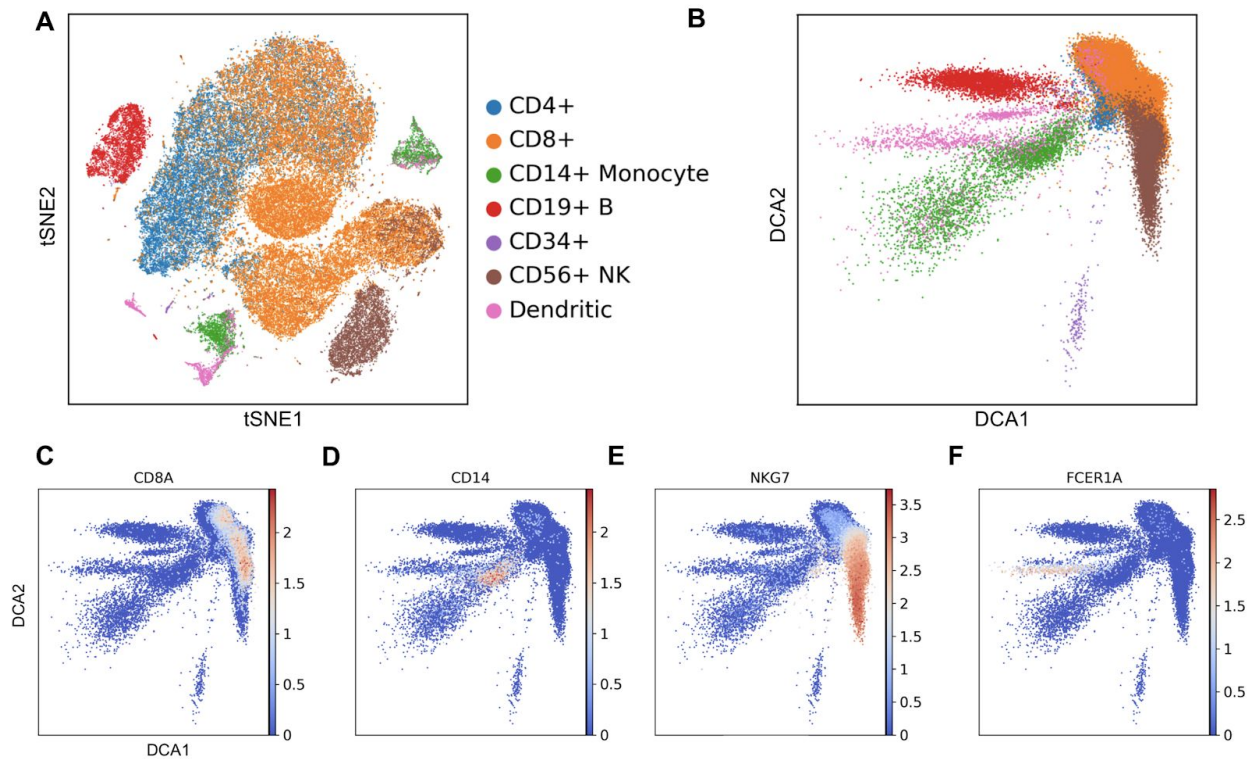 A
B
tSNE2
tSNE1
CD4+
CD8+
CD14+ Monocyte
CD19+ B
CD34+
CD56+ NK
Dendritic
DCA2
DCA1
C
CD8A
D
CD14
E
NKG7
F
FCER1A
DCA2
DCA1
2
1.5
1
0.5
0
2
1.5
1
0.5
0
3.5
3
2.5
2
1.5
1
0.5
0
2.5
2
1.5
1
0.5
0